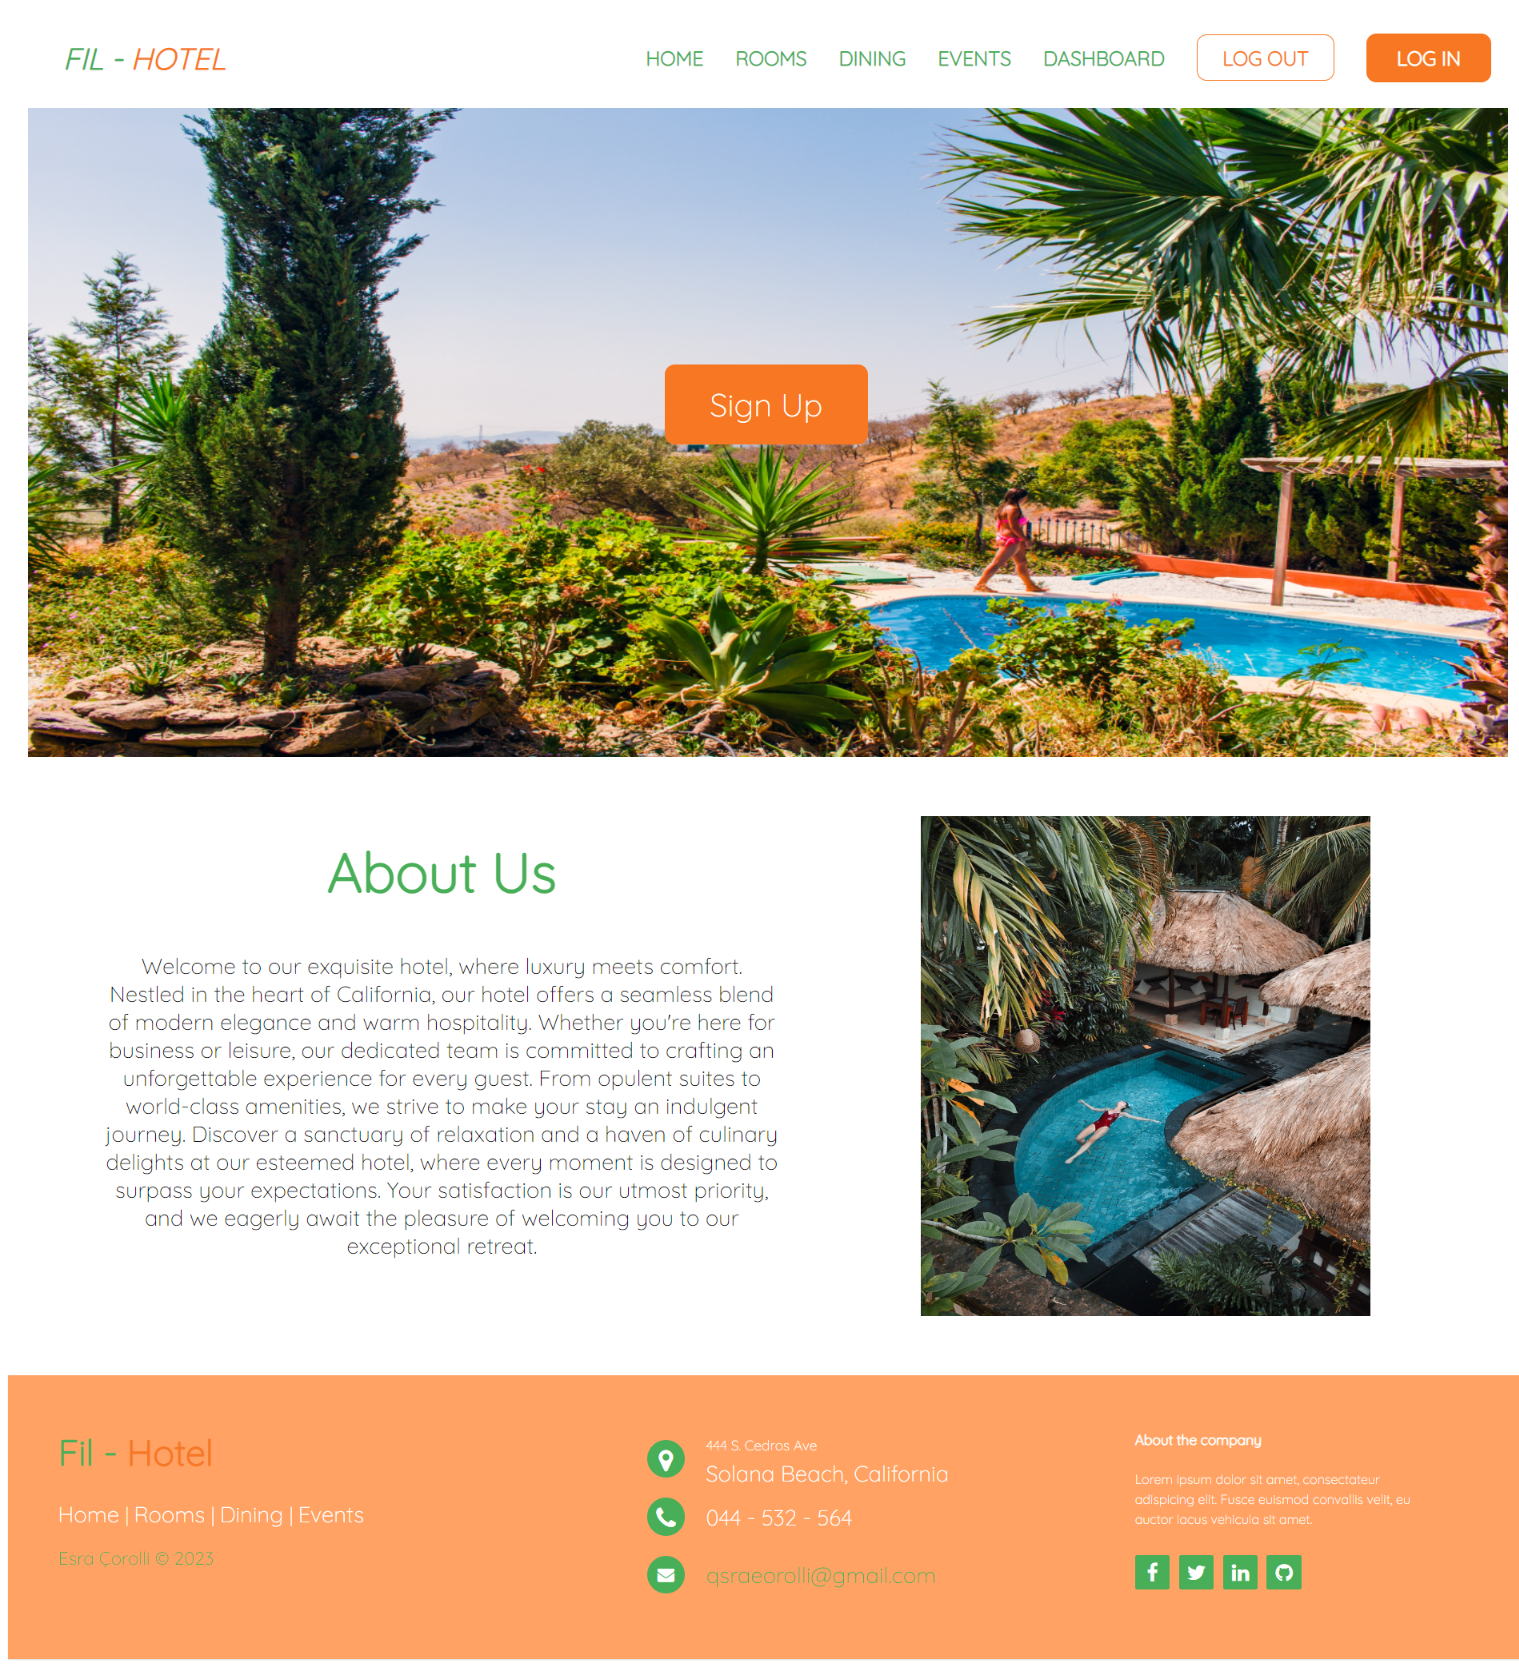 FIL - HOTEL
HOME ROOMS DINING EVENTS DASHBOARD LOG OUT LOG IN
Sign Up
About Us
Welcome to our exquisite hotel, where luxury meets comfort.
Nestled in the heart of California, our hotel offers a seamless blend
of modern elegance and warm hospitality. Whether you're here for
business or leisure, our dedicated team is committed to crafting an
unforgettable experience for every guest. From opulent suites to
world-class amenities, we strive to make your stay an indulgent
journey. Discover a sanctuary of relaxation and a haven of culinary
delights at our esteemed hotel, where every moment is designed to
surpass your expectations. Your satisfaction is our utmost priority,
and we eagerly await the pleasure of welcoming you to our
exceptional retreat.
Fil - Hotel
Home | Rooms | Dining | Events
Esra Çorolli © 2023
444 S. Cedros Ave
Solana Beach, California
044 - 532 - 564
qsraeorolli@gmail.com
About the company
Lorem ipsum dolor sit amet, consectateur
adispicing elit. Fusce euismod convallis velit, eu
auctor lacus vehicula sit amet.